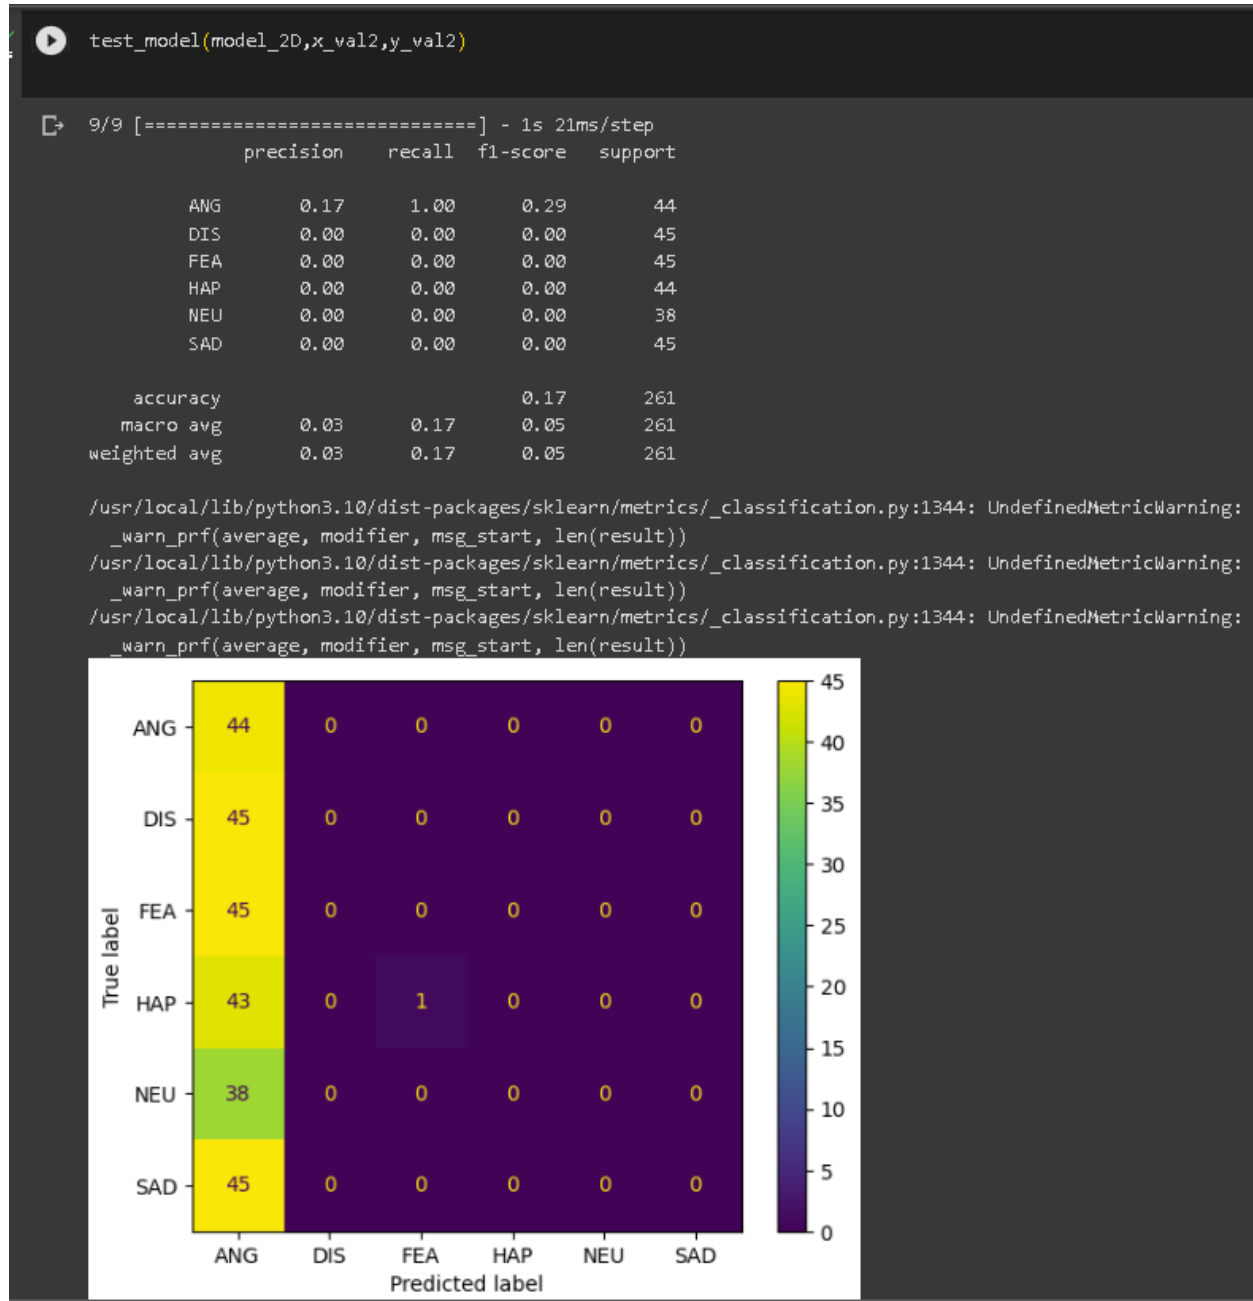 test_model(model_2D,x_val2,y_val2)
9/9 [==============================] - 1s 21ms/step
precision recall f1-score support
ANG 0.17 1.00 0.29 44
DIS 0.00 0.00 0.00 45
FEA 0.00 0.00 0.00 45
HAP 0.00 0.00 0.00 44
NEU 0.00 0.00 0.00 38
SAD 0.00 0.00 0.00 45
accuracy 0.17 261
macro avg 0.03 0.17 0.05 261
weighted avg 0.03 0.17 0.05 261
/usr/local/lib/python3.10/dist-packages/sklearn/metrics/_classification.py:1344: UndefinedMetricWarning:
_warn_prf(average, modifier, msg_start, len(result))
/usr/local/lib/python3.10/dist-packages/sklearn/metrics/_classification.py:1344: UndefinedMetricWarning:
_warn_prf(average, modifier, msg_start, len(result))
/usr/local/lib/python3.10/dist-packages/sklearn/metrics/_classification.py:1344: UndefinedMetricWarning:
_warn_prf(average, modifier, msg_start, len(result))
True label
ANG 44 0 0 0 0 0
DIS 45 0 0 0 0 0
FEA 45 0 0 0 0 0
HAP 43 0 1 0 0 0
NEU 38 0 0 0 0 0
SAD 45 0 0 0 0 0
ANG DIS FEA HAP NEU SAD
Predicted label
45
40
35
30
25
20
15
10
5
0